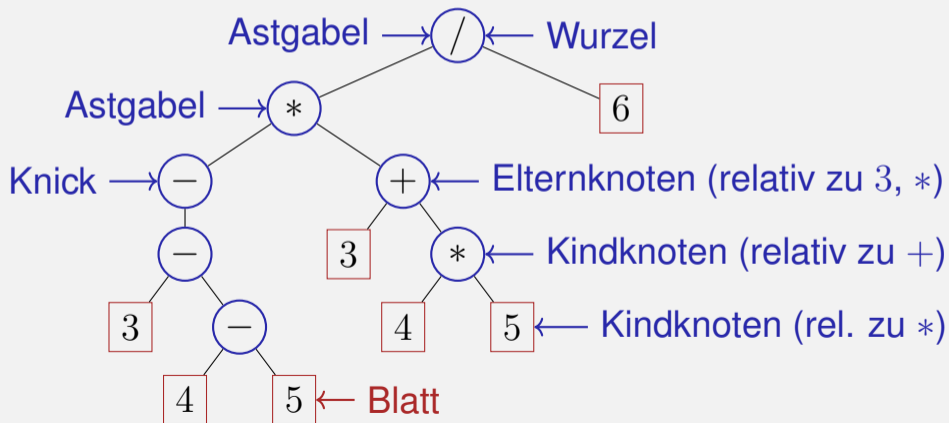 Astgabel → / ← Wurzel
Astgabel → * 6
Knick → − + ← Elternknoten (relativ zu 3, *)
− 3 * ← Kindknoten (relativ zu +)
3 − 4 5 ← Kindknoten (rel. zu *)
4 5 ← Blatt